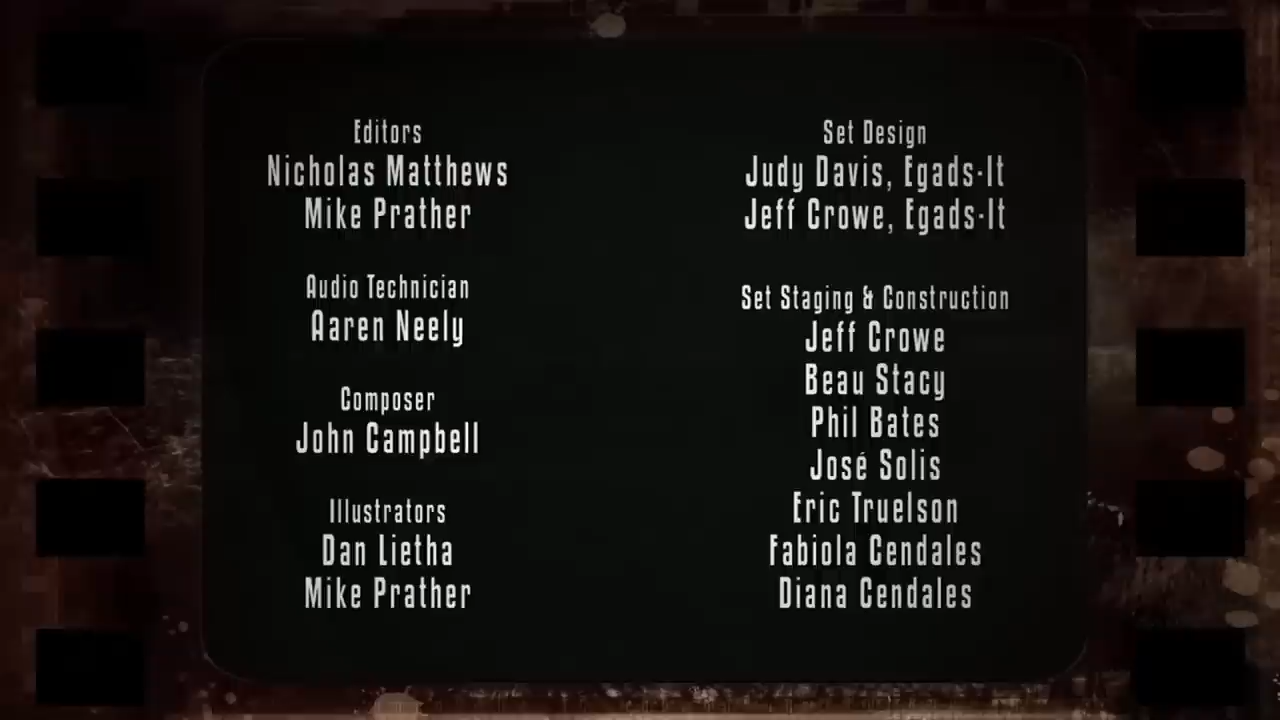 Editors
Nicholas Matthews
Mike Prather
Audio Technician
Aaren Neely
Composer
John Campbell
Illustrators
Dan Lietha
Mike Prather
Set Design
Judy Davis, Egads-It
Jeff Crowe, Egads-It
Set Staging & Construction
Jeff Crowe
Beau Stacy
Phil Bates
José Solis
Eric Truelson
Fabiola Cendales
Diana Cendales